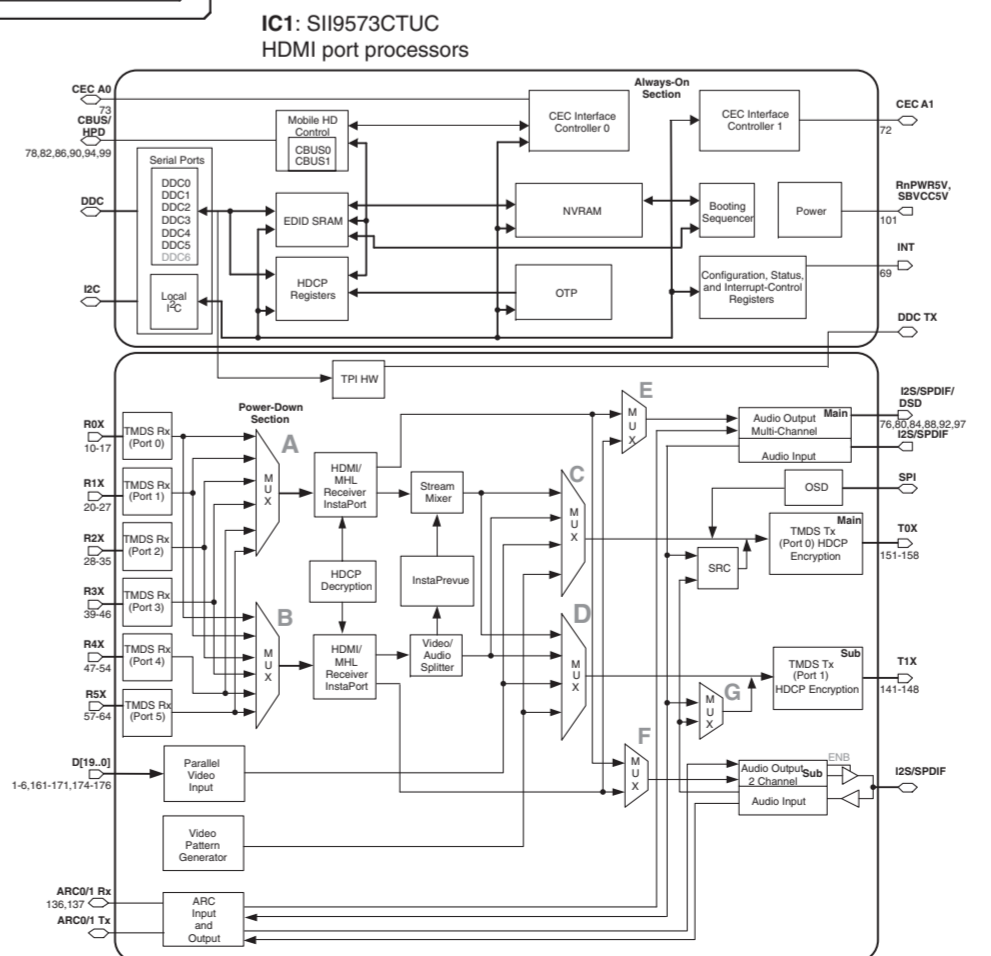 IC1: SII9573CTUC
HDMI port processors
Always-On
Section
CEC A0
73
CBUS/
HPD
78,82,86,90,94,99
DDC
I2C
Mobile HD
Control
CBUS0
CBUS1
CEC Interface
Controller 0
CEC Interface
Controller 1
CEC A1
72
Serial Ports
DDC0
DDC1
DDC2
DDC3
DDC4
DDC5
DDC6
Local
I2C
EDID SRAM
NVRAM
Booting
Sequencer
Power
RnPWR5V,
SBVCC5V
101
HDCP
Registers
OTP
Configuration, Status,
and Interrupt-Control
Registers
INT
69
DDC TX
TPI HW
Power-Down
Section
R0X
10-17
TMDS Rx
(Port 0)
R1X
20-27
TMDS Rx
(Port 1)
R2X
28-35
TMDS Rx
(Port 2)
R3X
39-46
TMDS Rx
(Port 3)
R4X
47-54
TMDS Rx
(Port 4)
R5X
57-64
TMDS Rx
(Port 5)
A
MUX
B
MUX
HDMI/
MHL
Receiver
InstaPort
HDCP
Decryption
HDMI/
MHL
Receiver
InstaPort
Stream
Mixer
InstaPrevue
Video/
Audio
Splitter
C
MUX
D
MUX
E
MUX
F
MUX
G
MUX
Audio Output Main
Multi-Channel
Audio Input
I2S/SPDIF/
DSD
76,80,84,88,92,97
I2S/SPDIF
OSD
SPI
SRC
Main
TMDS Tx
(Port 0) HDCP
Encryption
T0X
151-158
Sub
TMDS Tx
(Port 1)
HDCP Encryption
T1X
141-148
Audio Output Sub
2 Channel
Audio Input
ENB
I2S/SPDIF
D[19..0]
1-6,161-171,174-176
Parallel
Video
Input
Video
Pattern
Generator
ARC0/1 Rx
136,137
ARC0/1 Tx
ARC
Input
and
Output